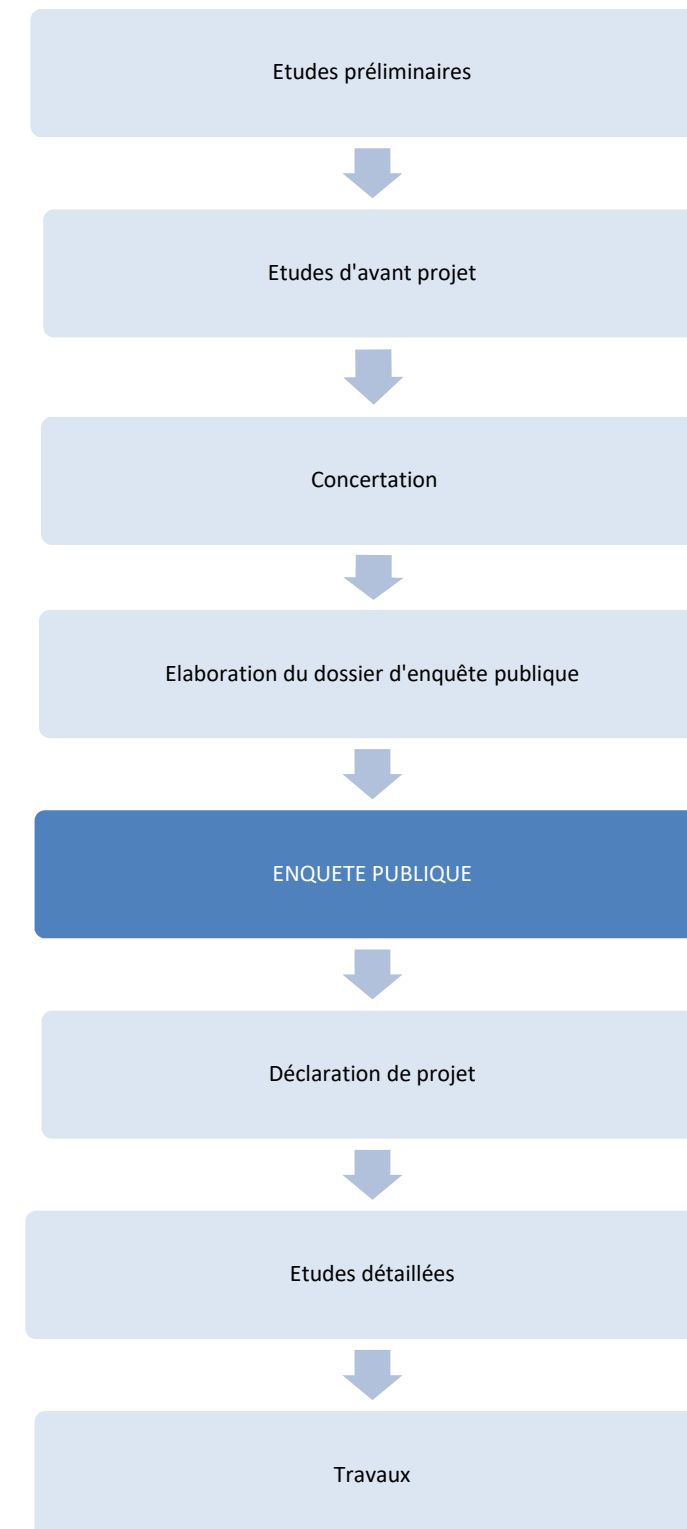 Etudes préliminaires
Etudes d'avant projet
Concertation
Elaboration du dossier d'enquête publique
ENQUETE PUBLIQUE
Déclaration de projet
Etudes détaillées
Travaux